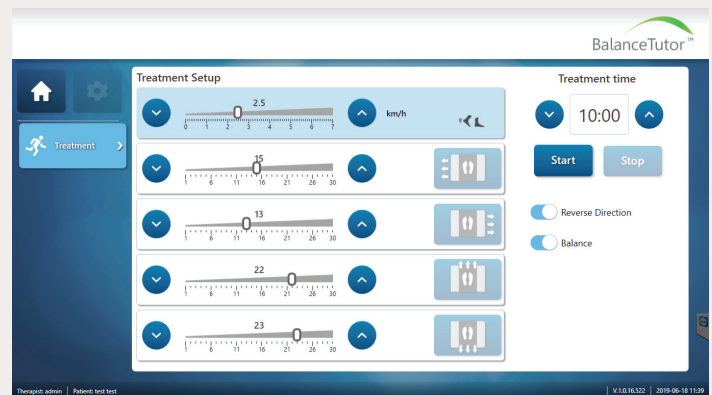 BalanceTutor™
Treatment Setup
Treatment time
2.5
0 1 2 3 4 5 6 7
km/h
10:00
Treatment
15
1 6 11 16 21 26 30
Start
Stop
13
1 6 11 16 21 26 30
Reverse Direction
Balance
22
1 6 11 16 21 26 30
23
1 6 11 16 21 26 30
Therapist: admin | Patient: test test
V.1.0.16.522 | 2019-06-18 11:39